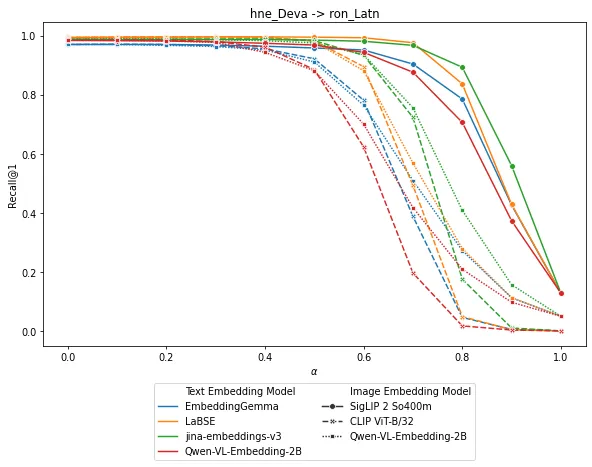 hne_Deva -> ron_Latn
Recall@1
1.0
0.8
0.6
0.4
0.2
0.0
0.0 0.2 0.4 0.6 0.8 1.0
α
Text Embedding Model
EmbeddingGemma
LaBSE
jina-embeddings-v3
Qwen-VL-Embedding-2B
Image Embedding Model
SigLIP 2 So400m
CLIP ViT-B/32
Qwen-VL-Embedding-2B